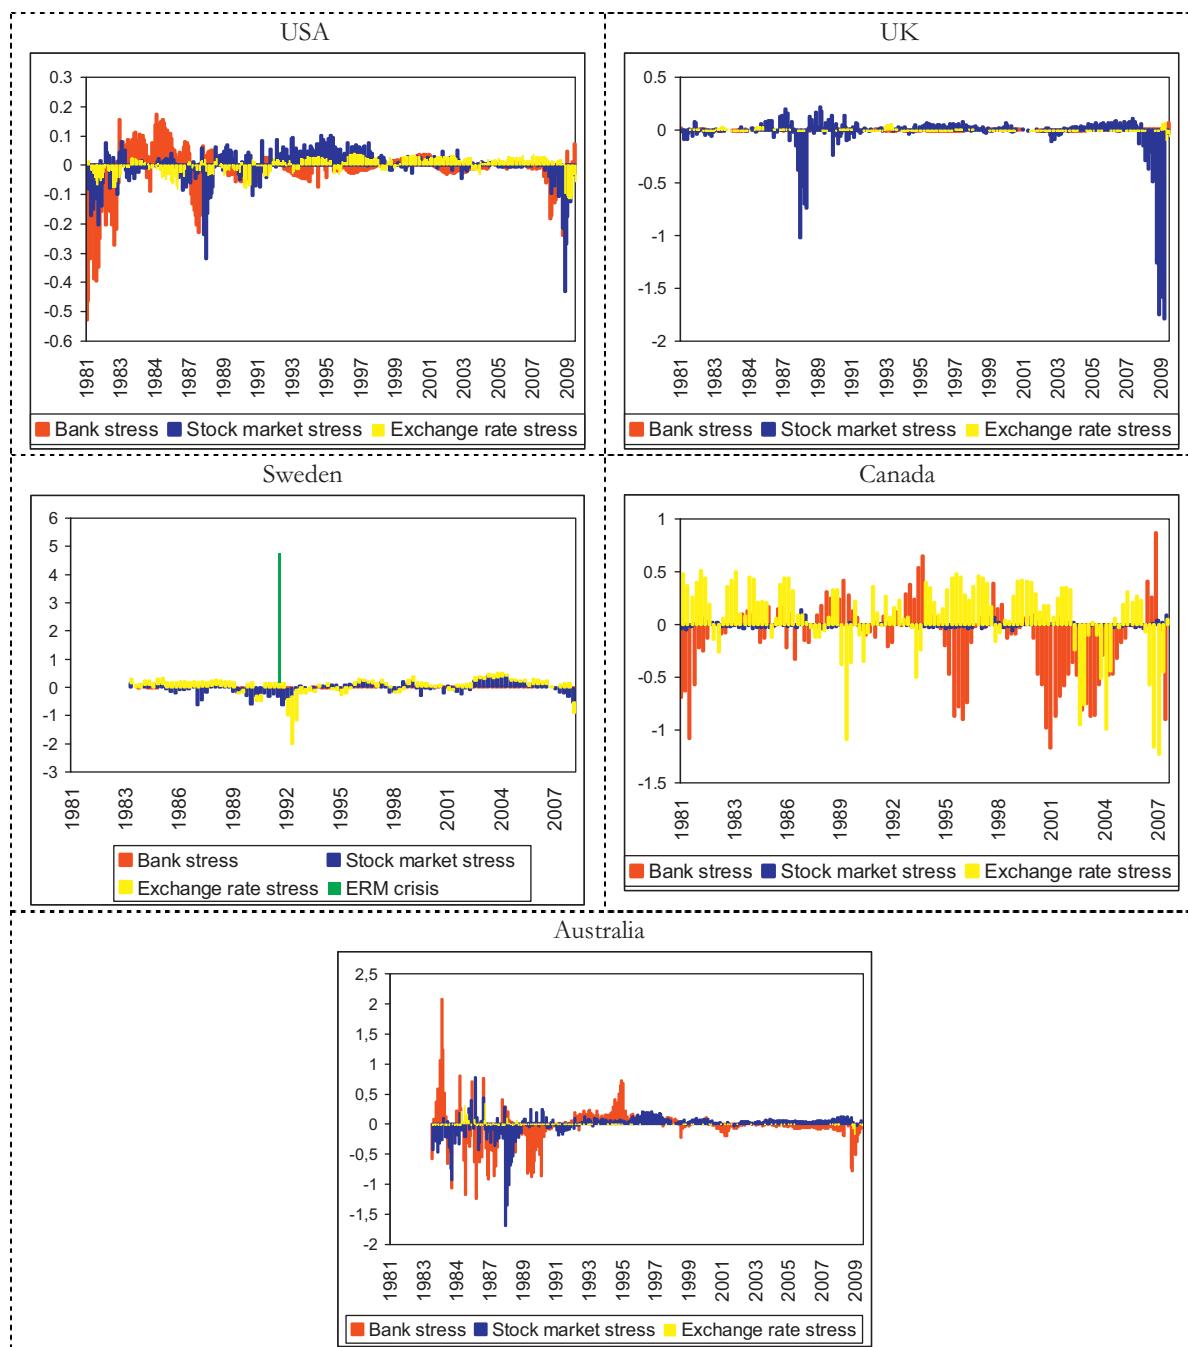 USA
0.3
0.2
0.1
0
-0.1
-0.2
-0.3
-0.4
-0.5
-0.6
1981 1983 1984 1987 1989 1991 1993 1995 1997 1999 2001 2003 2005 2007 2009
Bank stress Stock market stress Exchange rate stress
UK
0.5
0
-0.5
-1
-1.5
-2
1981 1983 1984 1987 1989 1991 1993 1995 1997 1999 2001 2003 2005 2007 2009
Bank stress Stock market stress Exchange rate stress
Sweden
6
5
4
3
2
1
0
-1
-2
-3
1981 1983 1986 1989 1992 1995 1998 2001 2004 2007
Bank stress Stock market stress
Exchange rate stress ERM crisis
Canada
1
0.5
0
-0.5
-1
-1.5
1981 1983 1986 1989 1992 1995 1998 2001 2004 2007
Bank stress Stock market stress Exchange rate stress
Australia
2,5
2
1,5
1
0,5
0
-0,5
-1
-1,5
-2
1981 1983 1984 1987 1989 1991 1993 1995 1997 1999 2001 2003 2005 2007 2009
Bank stress Stock market stress Exchange rate stress